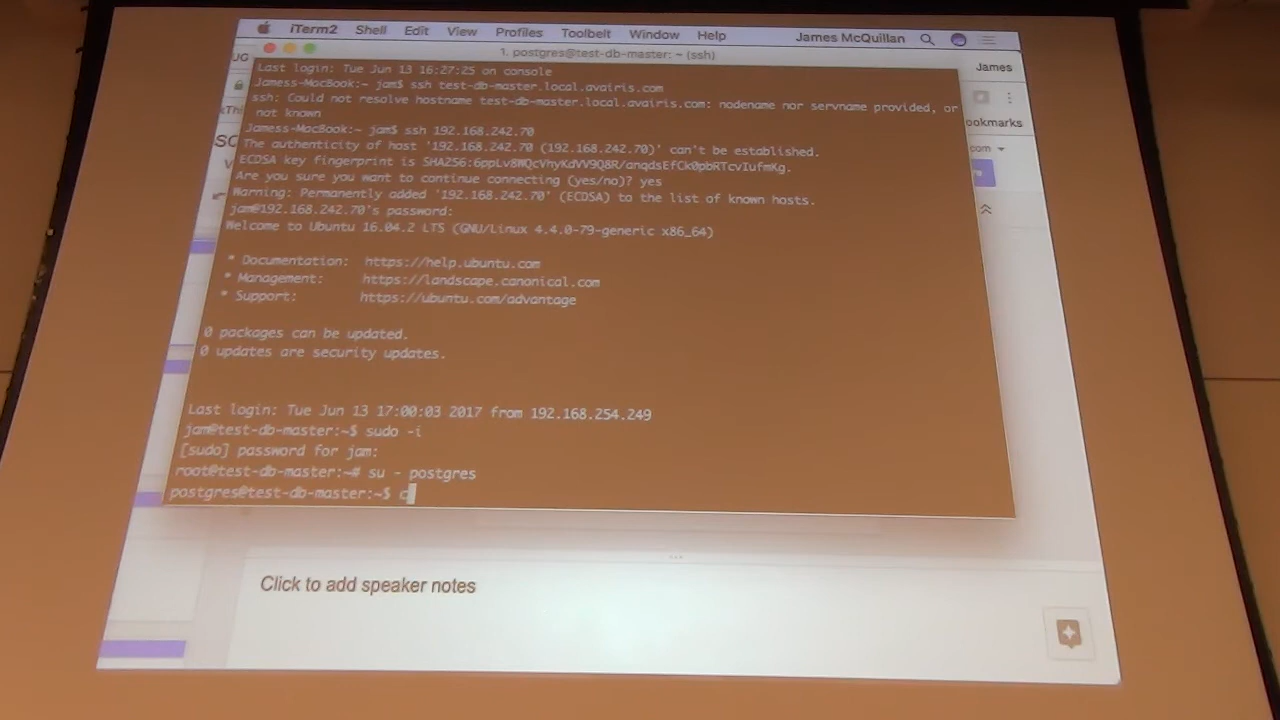 iTerm2 Shell Edit View Profiles Toolbelt Window Help James McQuillan
1. postgres@test-db-master: ~ (ssh)
James
Last login: Tue Jun 13 16:27:25 on console
Jamess-MacBook:~ jam$ ssh test-db-master.local.avairis.com
ssh: Could not resolve hostname test-db-master.local.avairis.com: nodename nor servname provided, or
not known
ookmarks
Jamess-MacBook:~ jam$ ssh 192.168.242.70
The authenticity of host '192.168.242.70 (192.168.242.70)' can't be established.
ECDSA key fingerprint is
Are you sure you want to continue connecting (yes/no)? yes
Warning: Permanently added '192.168.242.70' (ECDSA) to the list of known hosts.
jam@192.168.242.70's password:
Welcome to Ubuntu 16.04.2 LTS (GNU/Linux 4.4.0-79-generic x86_64)
* Documentation: https://help.ubuntu.com
* Management: https://landscape.canonical.com
* Support: https://ubuntu.com/advantage
0 packages can be updated.
0 updates are security updates.
Last login: Tue Jun 13 17:00:03 2017 from 192.168.254.249
jam@test-db-master:~$ sudo -i
[sudo] password for jam:
root@test-db-master:~# su - postgres
postgres@test-db-master:~$ c
Click to add speaker notes